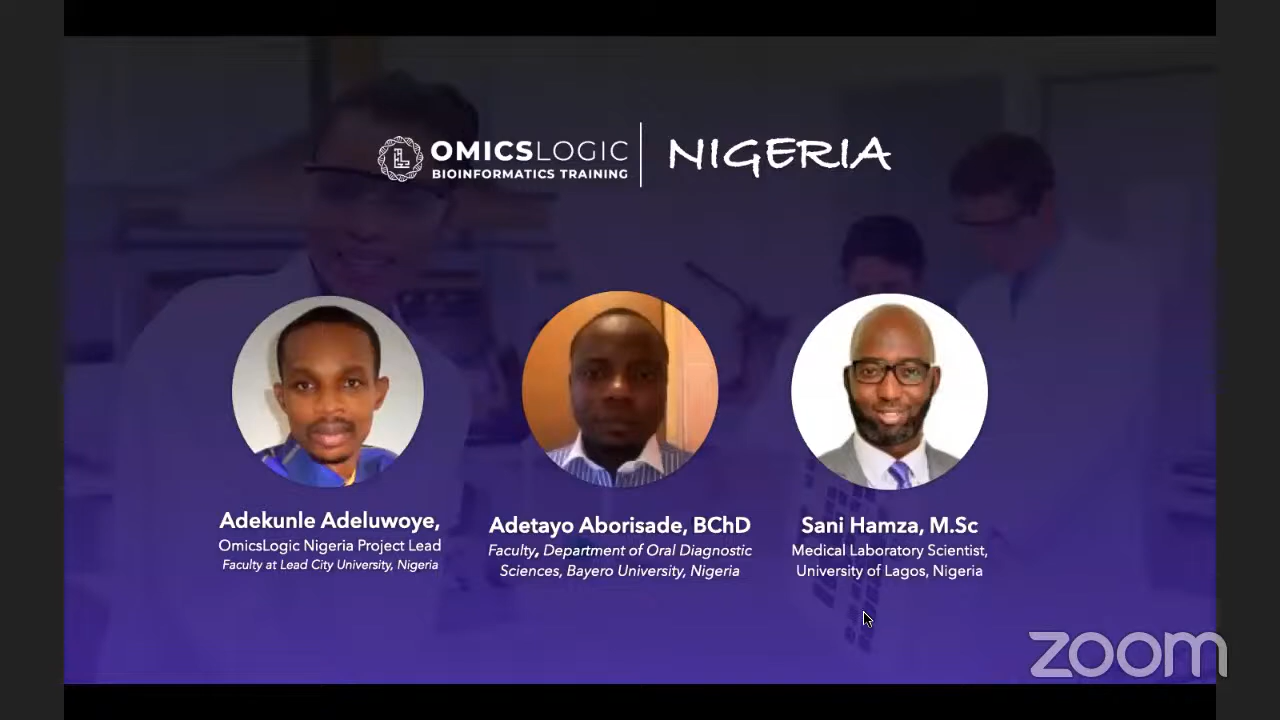 OMICSLOGIC
BIOINFORMATICS TRAINING
NIGERIA
Adekunle Adeluwoye,
OmicsLogic Nigeria Project Lead
Faculty at Lead City University, Nigeria
Adetayo Aborisade, BChD
Faculty, Department of Oral Diagnostic
Sciences, Bayero University, Nigeria
Sani Hamza, M.Sc
Medical Laboratory Scientist,
University of Lagos, Nigeria
zoom